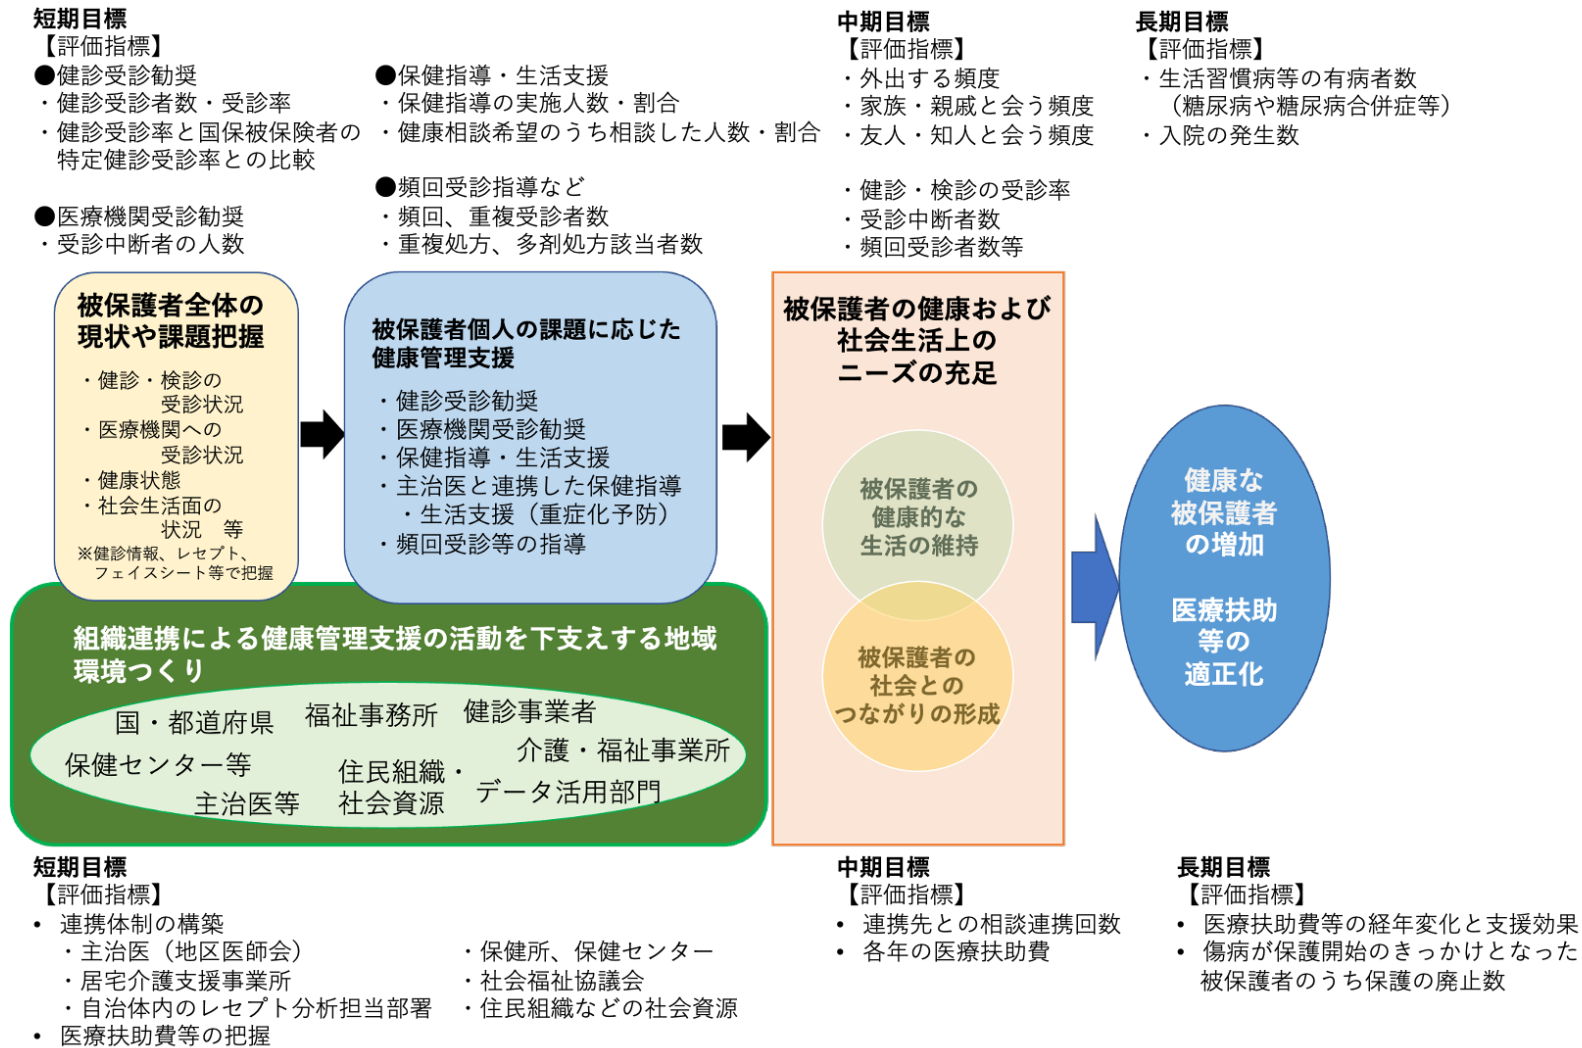 短期目標
【評価指標】
●健診受診勧奨
・健診受診者数・受診率
・健診受診率と国保被保険者の
特定健診受診率との比較
●医療機関受診勧奨
・受診中断者の人数
●保健指導・生活支援
・保健指導の実施人数・割合
・健康相談希望のうち相談した人数・割合
●頻回受診指導など
・頻回、重複受診者数
・重複処方、多剤処方該当者数
中期目標
【評価指標】
・外出する頻度
・家族・親戚と会う頻度
・友人・知人と会う頻度
・健診・検診の受診率
・受診中断者数
・頻回受診者数等
長期目標
【評価指標】
・生活習慣病等の有病者数
（糖尿病や糖尿病合併症等）
・入院の発生数
被保護者全体の
現状や課題把握
・健診・検診の
受診状況
・医療機関への
受診状況
・健康状態
・社会生活面の
状況　等
※健診情報、レセプト、
フェイスシート等で把握
被保護者個人の課題に応じた
健康管理支援
・健診受診勧奨
・医療機関受診勧奨
・保健指導・生活支援
・主治医と連携した保健指導
・生活支援（重症化予防）
・頻回受診等の指導
被保護者の健康および
社会生活上の
ニーズの充足
被保護者の
健康的な
生活の維持
被保護者の
社会との
つながりの形成
健康な
被保護者
の増加
医療扶助
等の
適正化
組織連携による健康管理支援の活動を下支えする地域
環境つくり
国・都道府県
福祉事務所
健診事業者
保健センター等
住民組織・
社会資源
介護・福祉事業所
主治医等
データ活用部門
短期目標
【評価指標】
• 連携体制の構築
・主治医（地区医師会）
・居宅介護支援事業所
・自治体内のレセプト分析担当部署
・保健所、保健センター
・社会福祉協議会
・住民組織などの社会資源
• 医療扶助費等の把握
中期目標
【評価指標】
• 連携先との相談連携回数
• 各年の医療扶助費
長期目標
【評価指標】
• 医療扶助費等の経年変化と支援効果
• 傷病が保護開始のきっかけとなった
被保護者のうち保護の廃止数